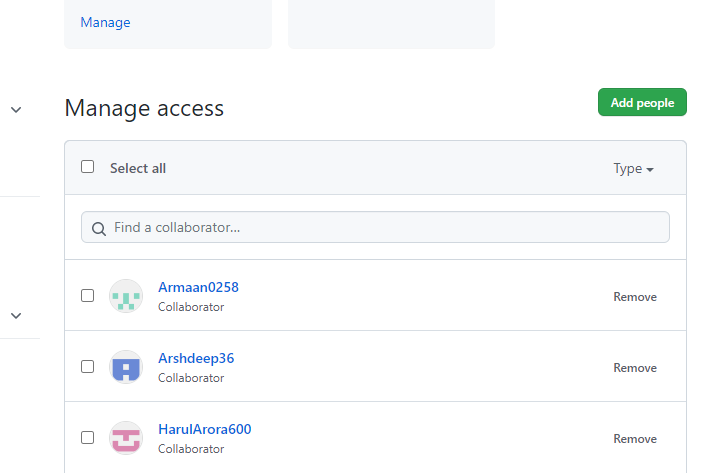 Manage
Manage access
Add people
Select all
Type
Find a collaborator...
Armaan0258
Collaborator
Remove
Arshdeep36
Collaborator
Remove
HarulArora600
Collaborator
Remove